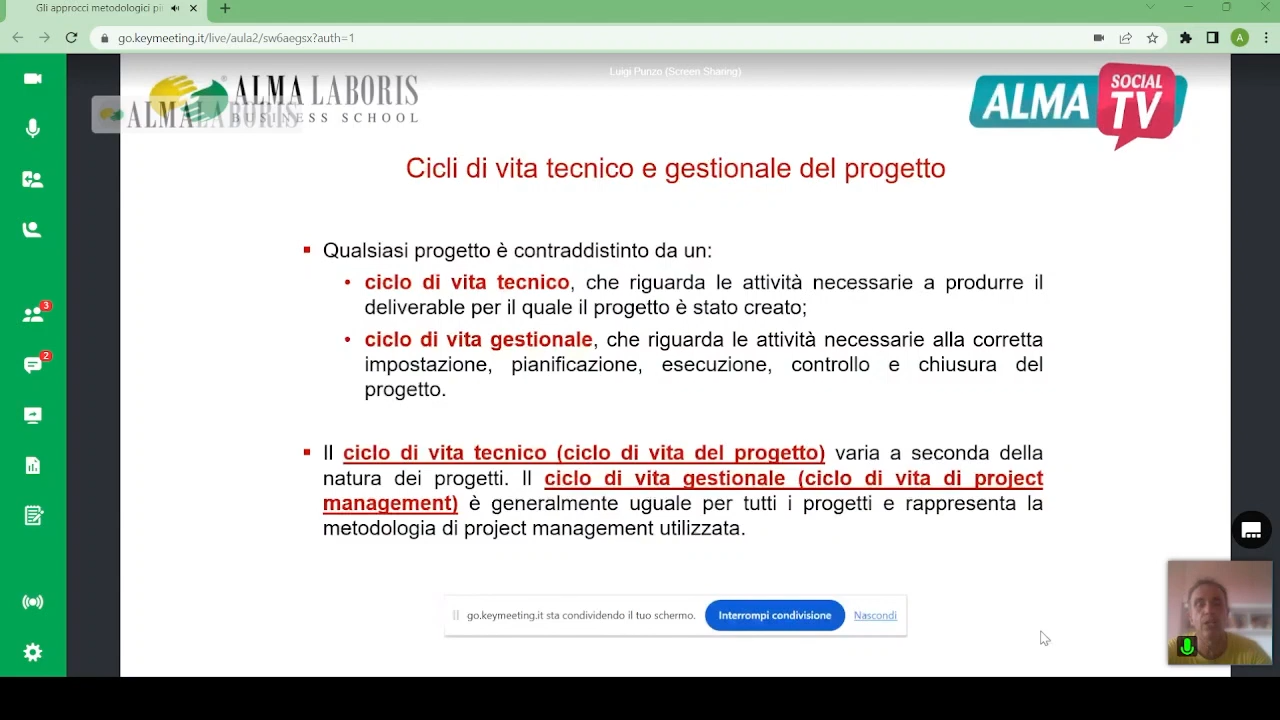 Gli approcci metodologici pi
go.keymeeting.it/live/aula2/sw6aegsx?auth=1
A
Luigi Punzo (Screen Sharing)
ALMA LABORIS
BUSINESS SCHOOL
ALMA LABORIS
ALMA
SOCIAL
TV
Cicli di vita tecnico e gestionale del progetto
Qualsiasi progetto è contraddistinto da un:
ciclo di vita tecnico, che riguarda le attività necessarie a produrre il
deliverable per il quale il progetto è stato creato;
ciclo di vita gestionale, che riguarda le attività necessarie alla corretta
impostazione, pianificazione, esecuzione, controllo e chiusura del
progetto.
Il ciclo di vita tecnico (ciclo di vita del progetto) varia a seconda della
natura dei progetti. Il ciclo di vita gestionale (ciclo di vita di project
management) è generalmente uguale per tutti i progetti e rappresenta la
metodologia di project management utilizzata.
3
2
go.keymeeting.it sta condividendo il tuo schermo.
Interrompi condivisione
Nascondi